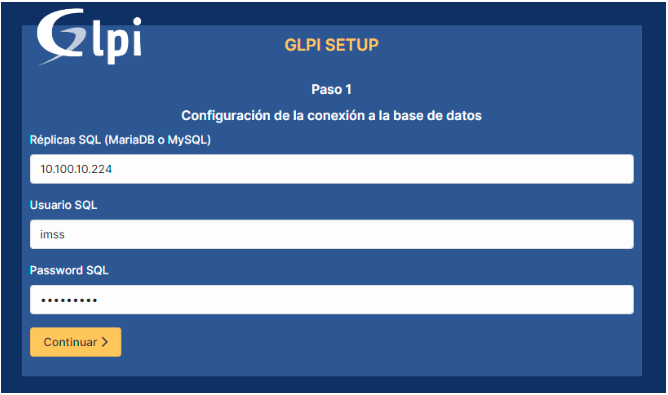 Glpi
GLPI SETUP
Paso 1
Configuración de la conexión a la base de datos
Réplicas SQL (MariaDB o MySQL)
10.100.10.224
Usuario SQL
imss
Password SQL
•••••••••
Continuar >